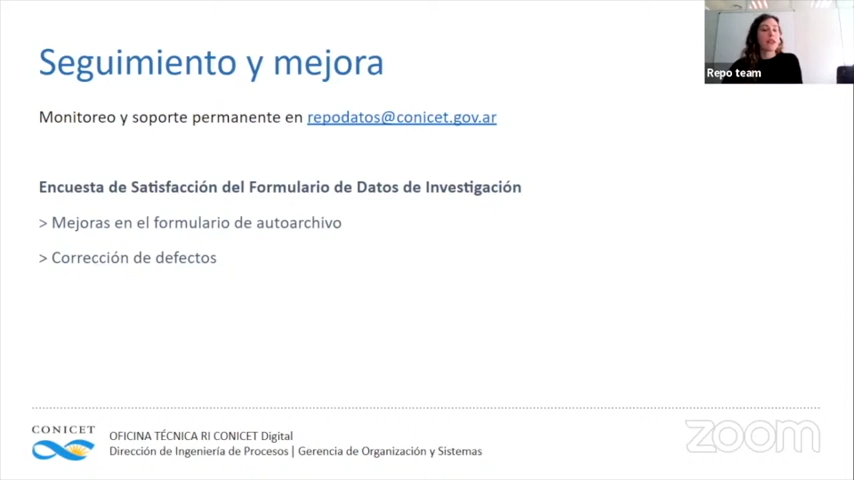 Seguimiento y mejora
Repo team
Monitoreo y soporte permanente en repodatos@conicet.gov.ar
Encuesta de Satisfacción del Formulario de Datos de Investigación
> Mejoras en el formulario de autoarchivo
> Corrección de defectos
CONICET
OFICINA TÉCNICA RI CONICET Digital
Dirección de Ingeniería de Procesos | Gerencia de Organización y Sistemas
zoom